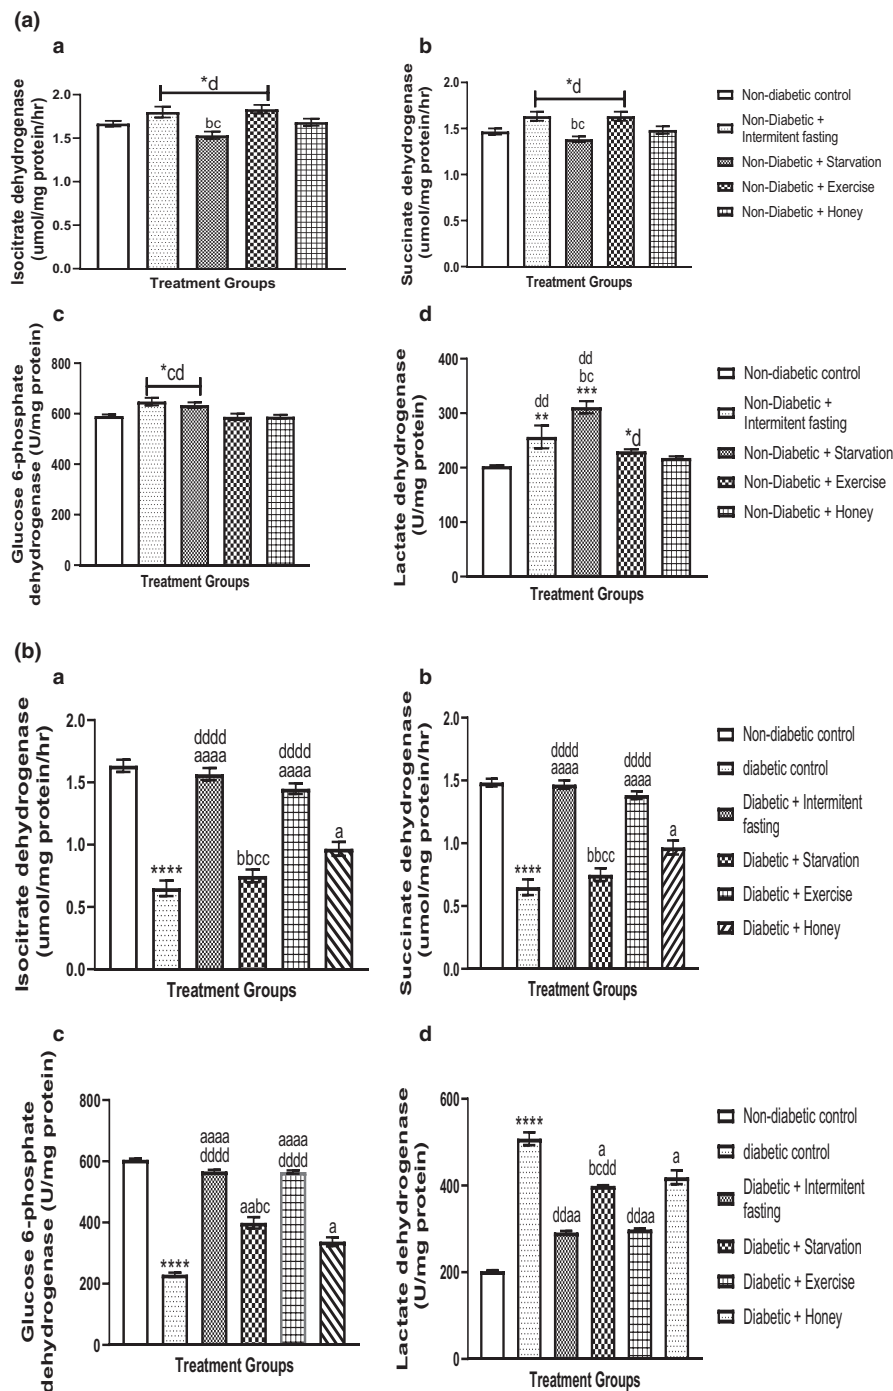 (a)
a
Isocitrate dehydrogenase
(umol/mg protein/hr)
2.0
1.5
1.0
0.5
0.0
*d
bc
Treatment Groups
b
Succinate dehydrogenase
(umol/mg protein/hr)
2.0
1.5
1.0
0.5
0.0
*d
bc
Treatment Groups
Non-diabetic control
Non-Diabetic +
Intermitent fasting
Non-Diabetic + Starvation
Non-Diabetic + Exercise
Non-Diabetic + Honey
c
Glucose 6-phosphate
dehydrogenase (U/mg protein)
800
600
400
200
0
*cd
Treatment Groups
d
Lactate dehydrogenase
(U/mg protein)
400
300
200
100
0
dd
**
dd
bc
***
*d
Treatment Groups
Non-diabetic control
Non-Diabetic +
Intermitent fasting
Non-Diabetic + Starvation
Non-Diabetic + Exercise
Non-Diabetic + Honey
(b)
a
Isocitrate dehydrogenase
(umol/mg protein/hr)
2.0
1.5
1.0
0.5
0.0
****
dddd
aaaa
bbcc
dddd
aaaa
a
Treatment Groups
b
Succinate dehydrogenase
(umol/mg protein/hr)
2.0
1.5
1.0
0.5
0.0
****
dddd
aaaa
bbcc
dddd
aaaa
a
Treatment Groups
Non-diabetic control
diabetic control
Diabetic + Intermitent
fasting
Diabetic + Starvation
Diabetic + Exercise
Diabetic + Honey
c
Glucose 6-phosphate
dehydrogenase (U/mg protein)
800
600
400
200
0
****
aaaa
dddd
aabc
aaaa
dddd
a
Treatment Groups
d
Lactate dehydrogenase
(U/mg protein)
600
400
200
0
****
ddaa
a
bcdd
ddaa
a
Treatment Groups
Non-diabetic control
diabetic control
Diabetic + Intermitent
fasting
Diabetic + Starvation
Diabetic + Exercise
Diabetic + Honey